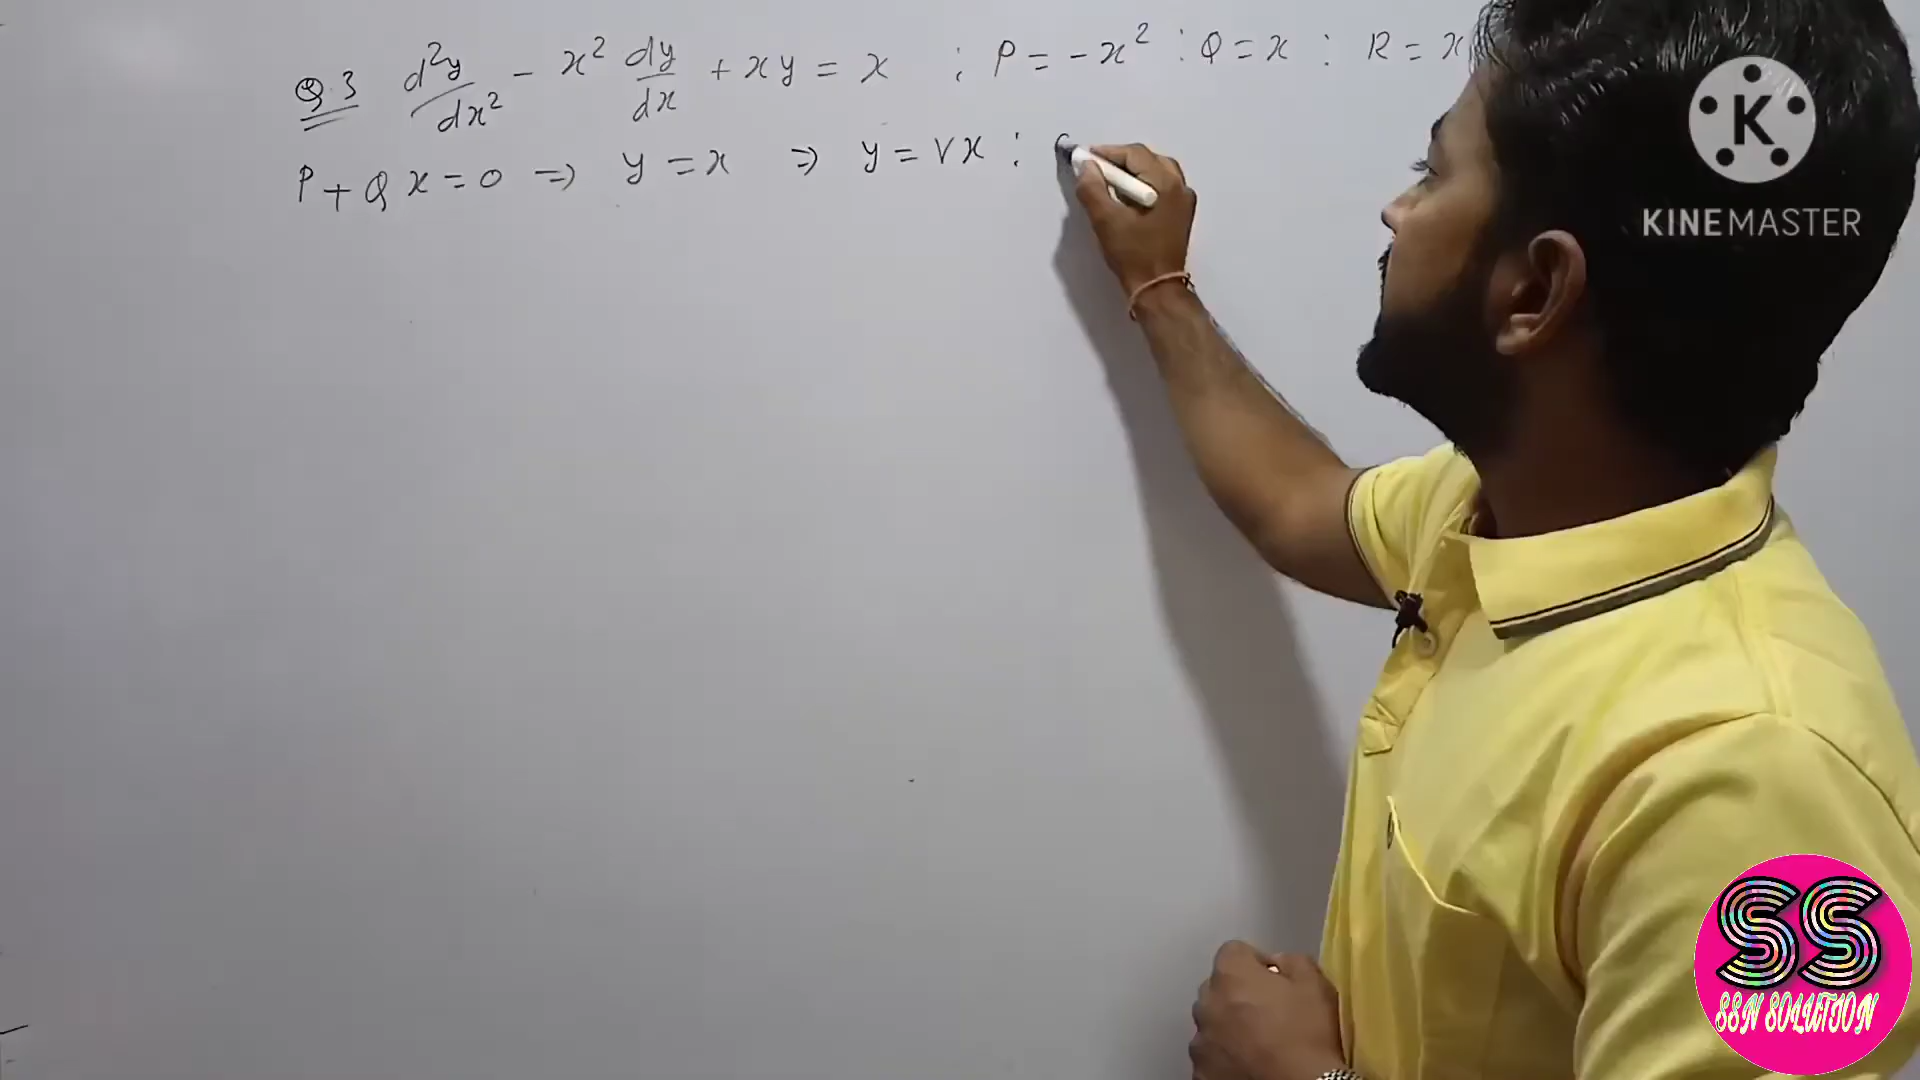 Q.3 d²y/dx² - x² dy/dx + xy = x ; P = -x² : Q = x : R = x
P + Qx = 0 ⇒ y = x ⇒ y = vx :
K
KINEMASTER
SS
SSN SOLUTION